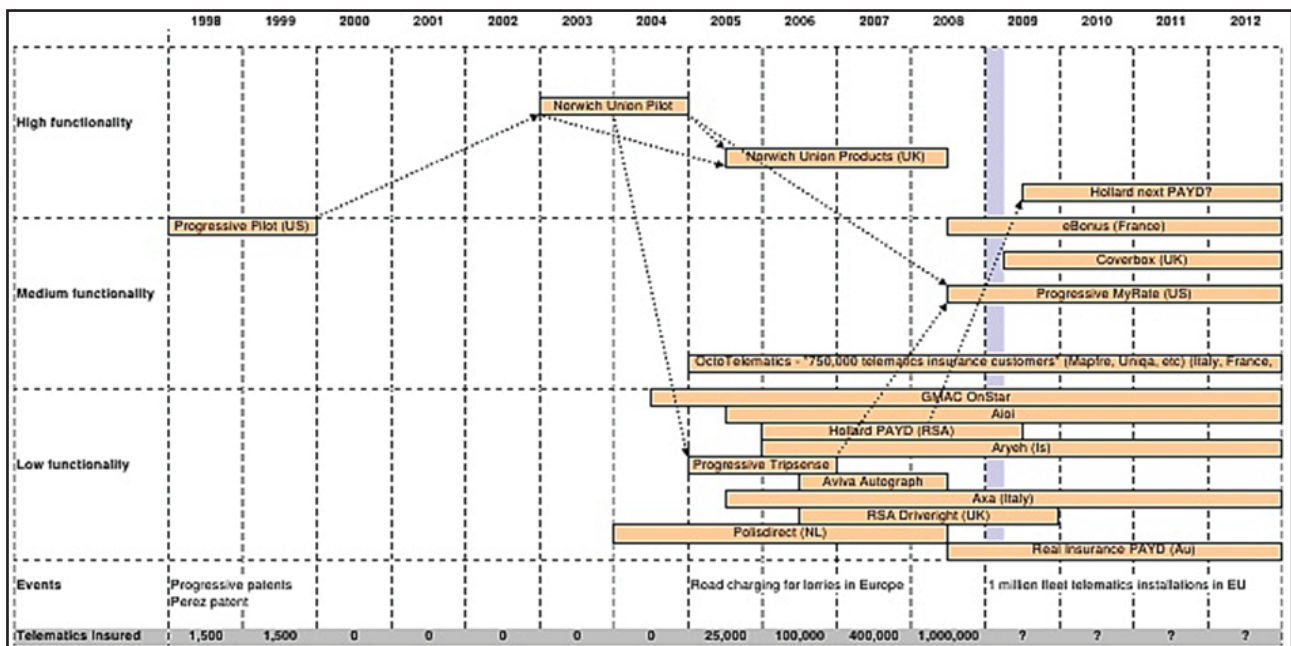 1998 1999 2000 2001 2002 2003 2004 2005 2006 2007 2008 2009 2010 2011 2012
High functionality
Norwich Union Pilot
Norwich Union Products (UK)
Hollard next PAYD?
Progressive Pilot (US)
eBonus (France)
Coverbox (UK)
Medium functionality
Progressive MyRate (US)
OctoTelematics - "750,000 telematics insurance customers" (Mapfre, Uniqa, etc) (Italy, France,
GMAC OnStar
Aioi
Hollard PAYD (RSA)
Aryeh (Is)
Low functionality
Progressive Tripsense
Aviva Autograph
Axa (Italy)
RSA Driveright (UK)
Polisdirect (NL)
Real Insurance PAYD (Au)
Events
Progressive patents
Perez patent
Road charging for lorries in Europe
1 million fleet telematics installations in EU
Telematics Insured 1,500 1,500 0 0 0 0 0 25,000 100,000 400,000 1,000,000 ? ? ? ?